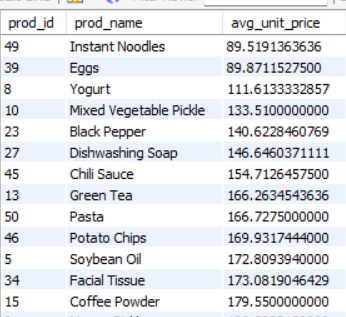 prod_id prod_name avg_unit_price
49 Instant Noodles 89.5191363636
39 Eggs 89.8711527500
8 Yogurt 111.6133332857
10 Mixed Vegetable Pickle 133.5100000000
23 Black Pepper 140.6228460769
27 Dishwashing Soap 146.6460371111
45 Chili Sauce 154.7126457500
13 Green Tea 166.2634543636
50 Pasta 166.7275000000
46 Potato Chips 169.9317444000
5 Soybean Oil 172.8093940000
34 Facial Tissue 173.0819046429
15 Coffee Powder 179.5500000000